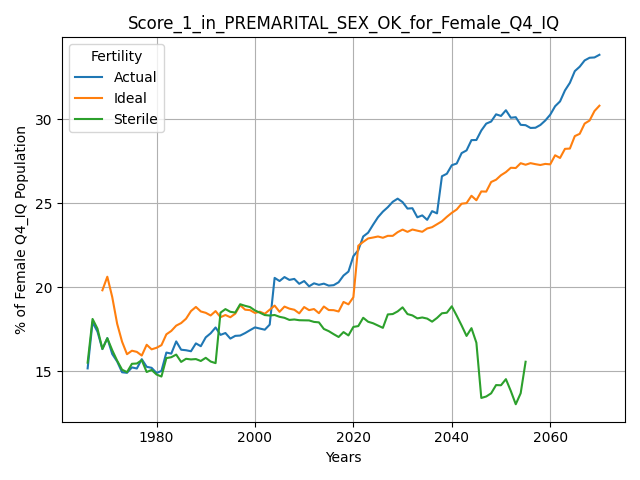 Score_1_in_PREMARITAL_SEX_OK_for_Female_Q4_IQ
Fertility
Actual
Ideal
Sterile
% of Female Q4_IQ Population
30
25
20
15
1980
2000
2020
2040
2060
Years